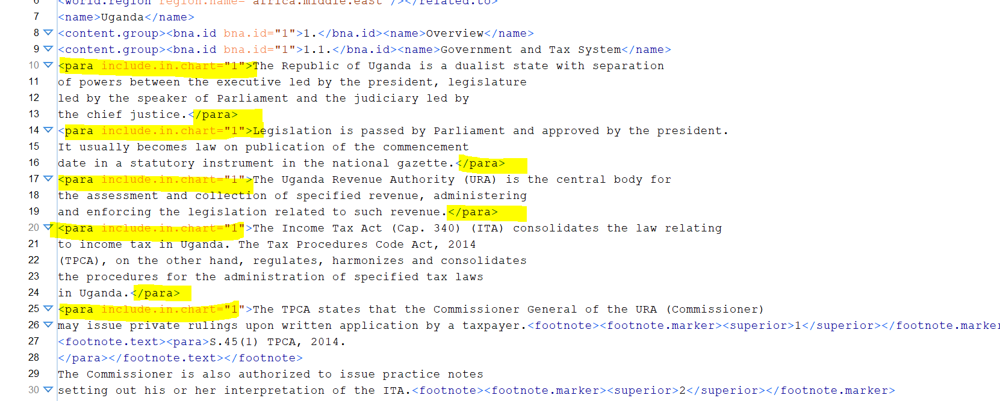 6 <world.region region.name="africa.middle.east"/></related.to>
7 <name>Uganda</name>
8 <content.group><bna.id bna.id="1">1.</bna.id><name>Overview</name>
9 <content.group><bna.id bna.id="1">1.1.</bna.id><name>Government and Tax System</name>
10 <para include.in.chart="1">The Republic of Uganda is a dualist state with separation
11 of powers between the executive led by the president, legislature
12 led by the speaker of Parliament and the judiciary led by
13 the chief justice.</para>
14 <para include.in.chart="1">Legislation is passed by Parliament and approved by the president.
15 It usually becomes law on publication of the commencement
16 date in a statutory instrument in the national gazette.</para>
17 <para include.in.chart="1">The Uganda Revenue Authority (URA) is the central body for
18 the assessment and collection of specified revenue, administering
19 and enforcing the legislation related to such revenue.</para>
20 <para include.in.chart="1">The Income Tax Act (Cap. 340) (ITA) consolidates the law relating
21 to income tax in Uganda. The Tax Procedures Code Act, 2014
22 (TPCA), on the other hand, regulates, harmonizes and consolidates
23 the procedures for the administration of specified tax laws
24 in Uganda.</para>
25 <para include.in.chart="1">The TPCA states that the Commissioner General of the URA (Commissioner)
26 may issue private rulings upon written application by a taxpayer.<footnote><footnote.marker><superior>1</superior></footnote.marker
27 <footnote.text><para>S.45(1) TPCA, 2014.
28 </para></footnote.text></footnote>
29 The Commissioner is also authorized to issue practice notes
30 setting out his or her interpretation of the ITA.<footnote><footnote.marker><superior>2</superior></footnote.marker>